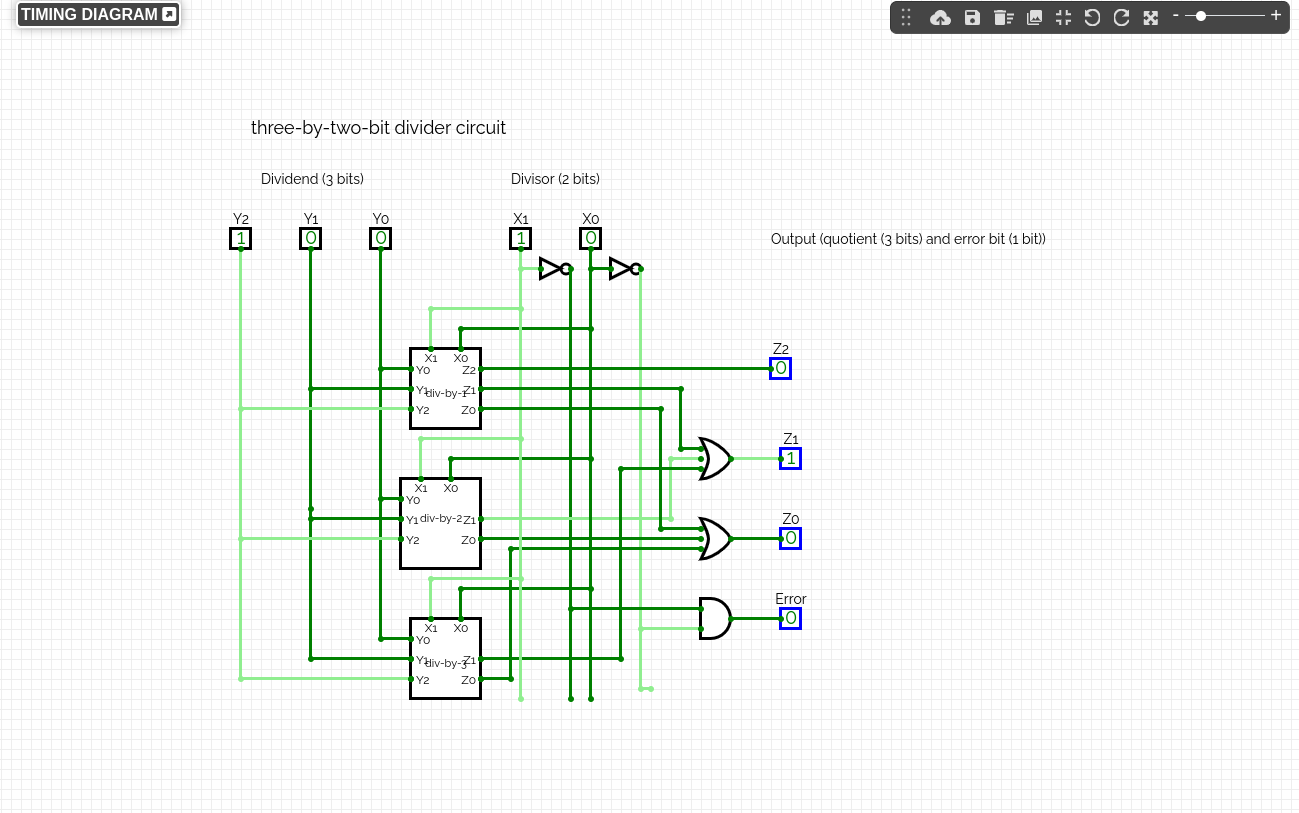 TIMING DIAGRAM
- +
three-by-two-bit divider circuit
Dividend (3 bits) Divisor (2 bits)
Y2 Y1 Y0 X1 X0
1 0 0 1 0
Output (quotient (3 bits) and error bit (1 bit))
Z2
0
X1 X0
Y0 Z2
Y1 div-by-1 Z1
Y2 Z0
Z1
1
X1 X0
Y0
Y1 div-by-2 Z1
Y2 Z0
Z0
0
Error
0
X1 X0
Y0
Y1 div-by-3 Z1
Y2 Z0